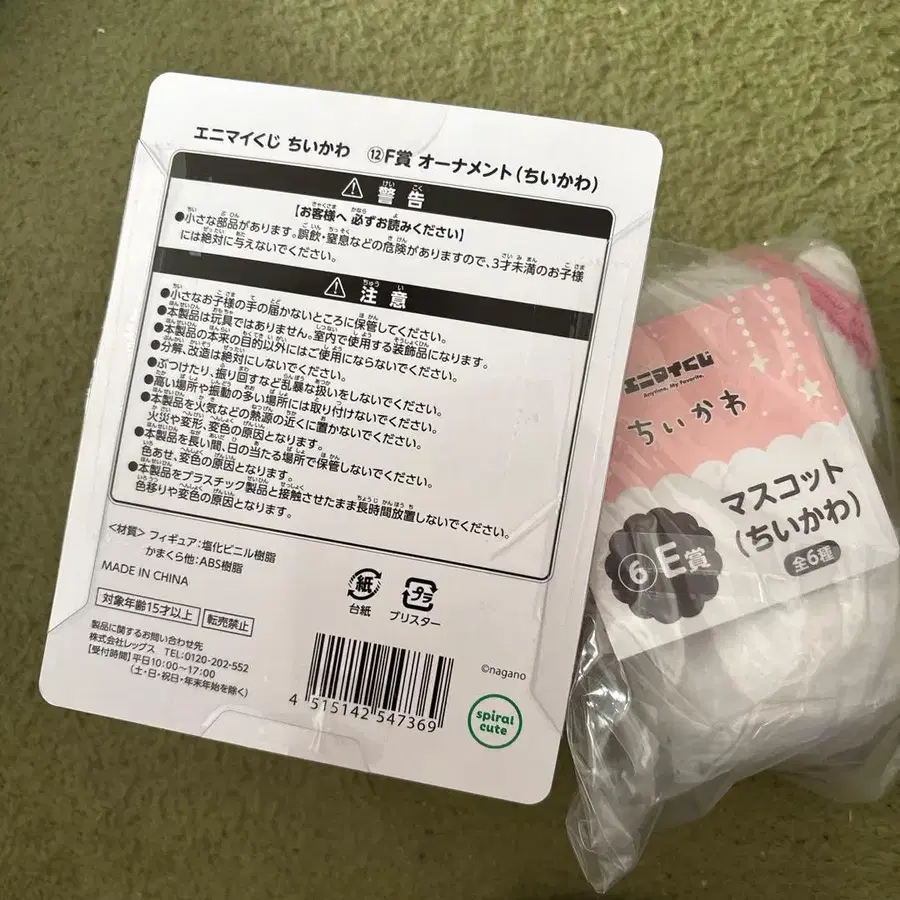 エニマイくじ ちいかわ ⑫F賞 オーナメント(ちいかわ)
警告
【お客様へ 必ずお読みください】
●小さな部品があります。誤飲・窒息などの危険がありますので、3才未満のお子様
には絶対に与えないでください。
注意
●小さなお子様の手の届かないところに保管してください。
●本製品は玩具ではありません。室内で使用する装飾品になります。
●本製品の本来の目的以外にはご使用にならないでください。
●分解、改造は絶対にしないでください。
●ぶつけたり、振り回すなど乱暴な扱いをしないでください。
●高い場所や振動の多い場所には取り付けないでください。
●本製品を火気などの熱源の近くに置かないでください。
火災や変形、変色の原因となります。
●本製品を長い間、日の当たる場所で保管しないでください。
色あせ、変色の原因となります。
●本製品をプラスチック製品と接触させたまま長時間放置しないでください。
色移りや変色の原因となります。
<材質> フィギュア:塩化ビニル樹脂
かまくら他:ABS樹脂
MADE IN CHINA
対象年齢15才以上 転売禁止
製品に関するお問い合わせ先
株式会社レッグス TEL:0120-202-552
【受付時間】平日10:00〜17:00
(土・日・祝日・年末年始を除く)
紙
台紙
プラ
ブリスター
4 515142 547369
©nagano
spiral
cute
エニマイくじ
Anytime, My Favorite.
ちいかわ
マスコット
(ちいかわ)
⑥E賞
全6種